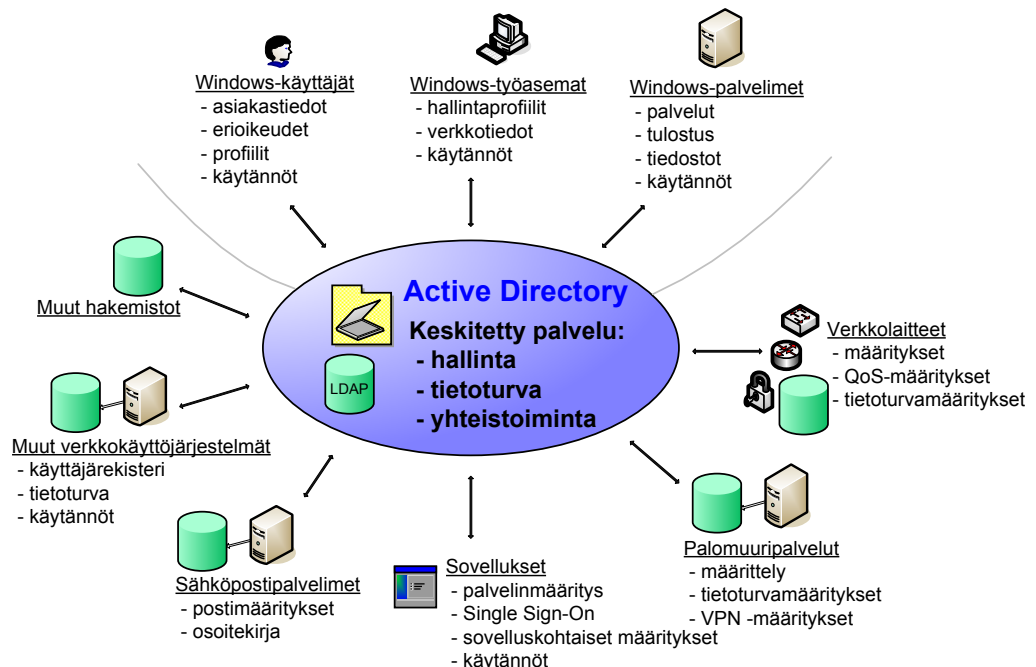 Windows-käyttäjät
- asiakastiedot
- erioikeudet
- profiilit
- käytännöt
Windows-työasemat
- hallintaprofiilit
- verkkotiedot
- käytännöt
Windows-palvelimet
- palvelut
- tulostus
- tiedostot
- käytännöt
Muut hakemistot
Active Directory
Keskitetty palvelu:
- hallinta
- tietoturva
- yhteistoiminta
LDAP
Verkkolaitteet
- määritykset
- QoS-määritykset
- tietoturvamääritykset
Muut verkkokäyttöjärjestelmät
- käyttäjärekisteri
- tietoturva
- käytännöt
Sähköpostipalvelimet
- postimääritykset
- osoitekirja
Sovellukset
- palvelinmääritys
- Single Sign-On
- sovelluskohtaiset määritykset
- käytännöt
Palomuuripalvelut
- määrittely
- tietoturvamääritykset
- VPN -määritykset